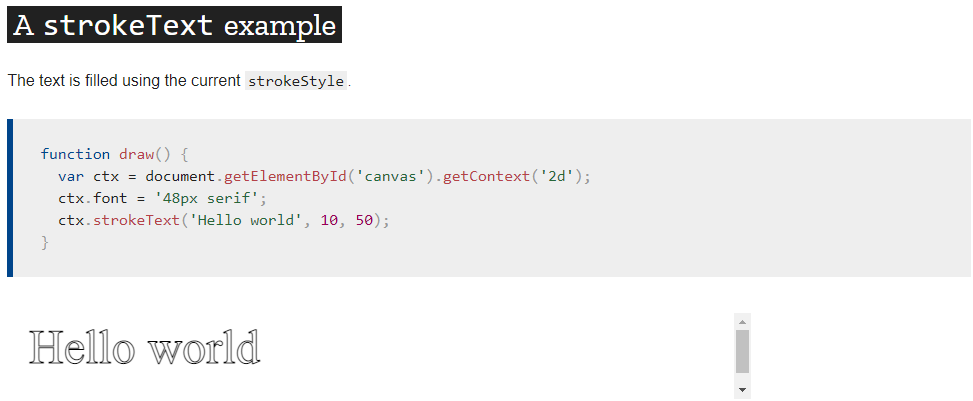 A strokeText example
The text is filled using the current strokeStyle.
function draw() {
  var ctx = document.getElementById('canvas').getContext('2d');
  ctx.font = '48px serif';
  ctx.strokeText('Hello world', 10, 50);
}
Hello world